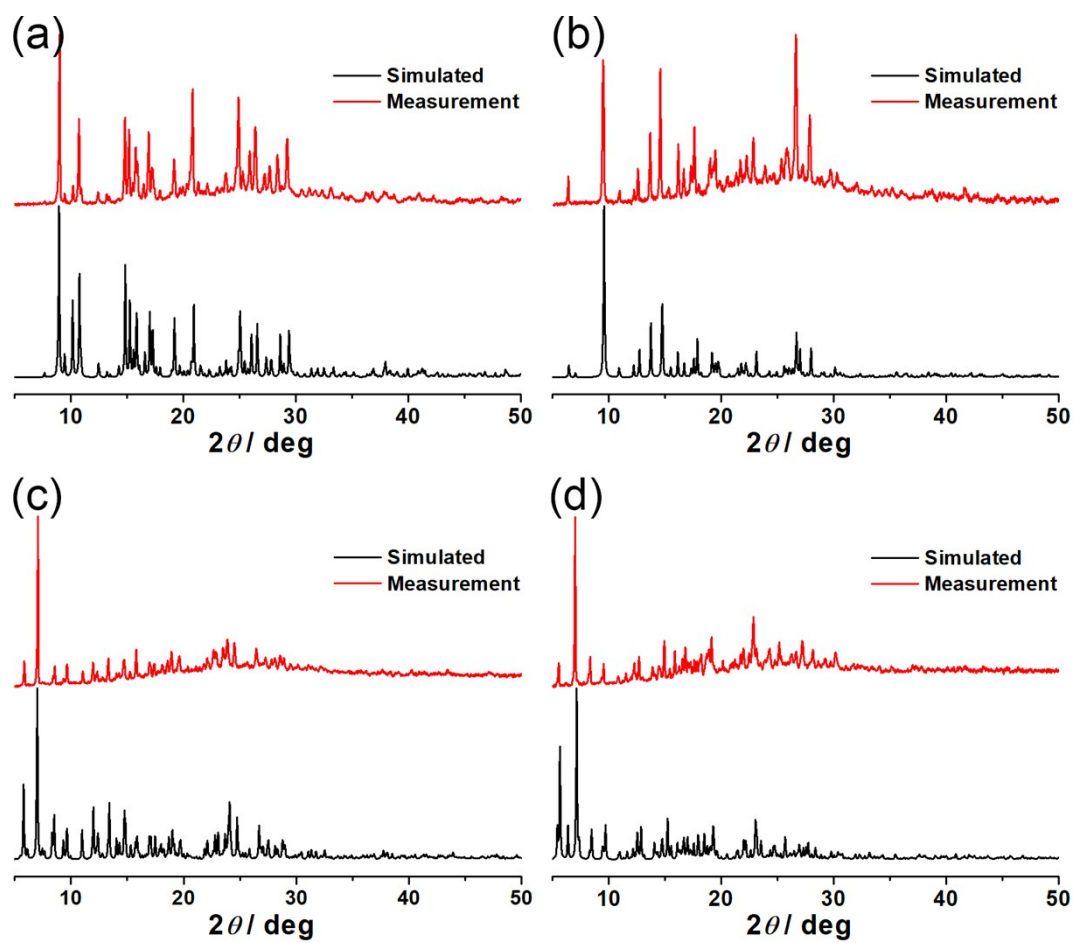 (a)
Simulated
Measurement
10 20 30 40 50
2θ / deg
(b)
Simulated
Measurement
10 20 30 40 50
2θ / deg
(c)
Simulated
Measurement
10 20 30 40 50
2θ / deg
(d)
Simulated
Measurement
10 20 30 40 50
2θ / deg